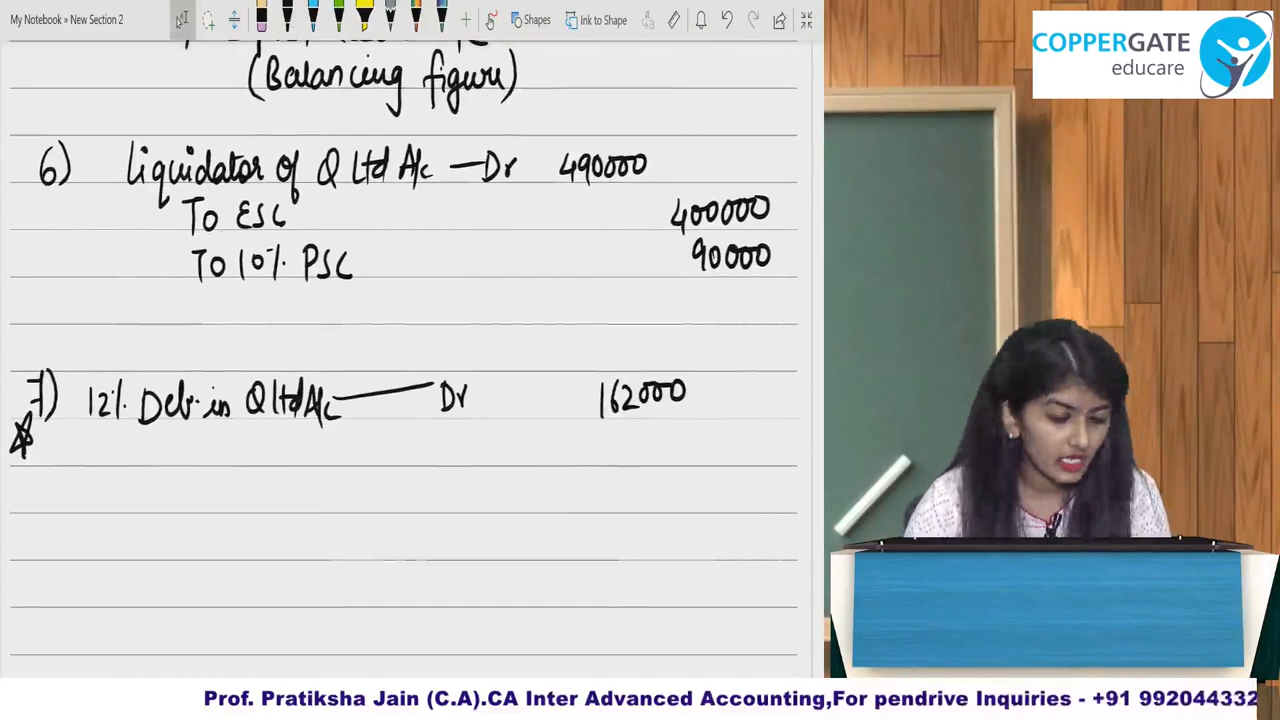 My Notebook » New Section 2
Shapes
Ink to Shape
COPPERGATE
educare
(Balancing figure)
6) Liquidator of Q Ltd A/c — Dr 490000
To ESC 400000
To 10% PSC 90000
7) 12% Deb. in Q Ltd A/c — Dr 162000
Prof. Pratiksha Jain (C.A).CA Inter Advanced Accounting,For pendrive Inquiries - +91 992044332